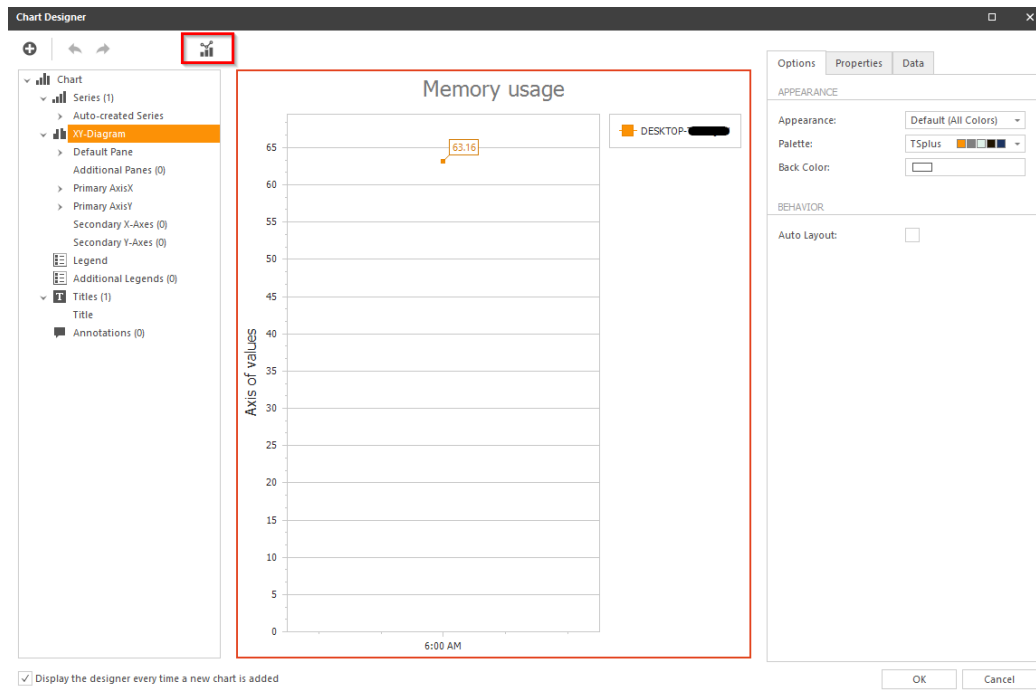 Chart Designer
Chart
Series (1)
Auto-created Series
XY-Diagram
Default Pane
Additional Panes (0)
Primary AxisX
Primary AxisY
Secondary X-Axes (0)
Secondary Y-Axes (0)
Legend
Additional Legends (0)
T Titles (1)
Title
Annotations (0)
Memory usage
DESKTOP-
63.16
Axis of values
65
60
55
50
45
40
35
30
25
20
15
10
5
0
6:00 AM
Options Properties Data
APPEARANCE
Appearance: Default (All Colors)
Palette: TSplus
Back Color:
BEHAVIOR
Auto Layout:
Display the designer every time a new chart is added
OK Cancel